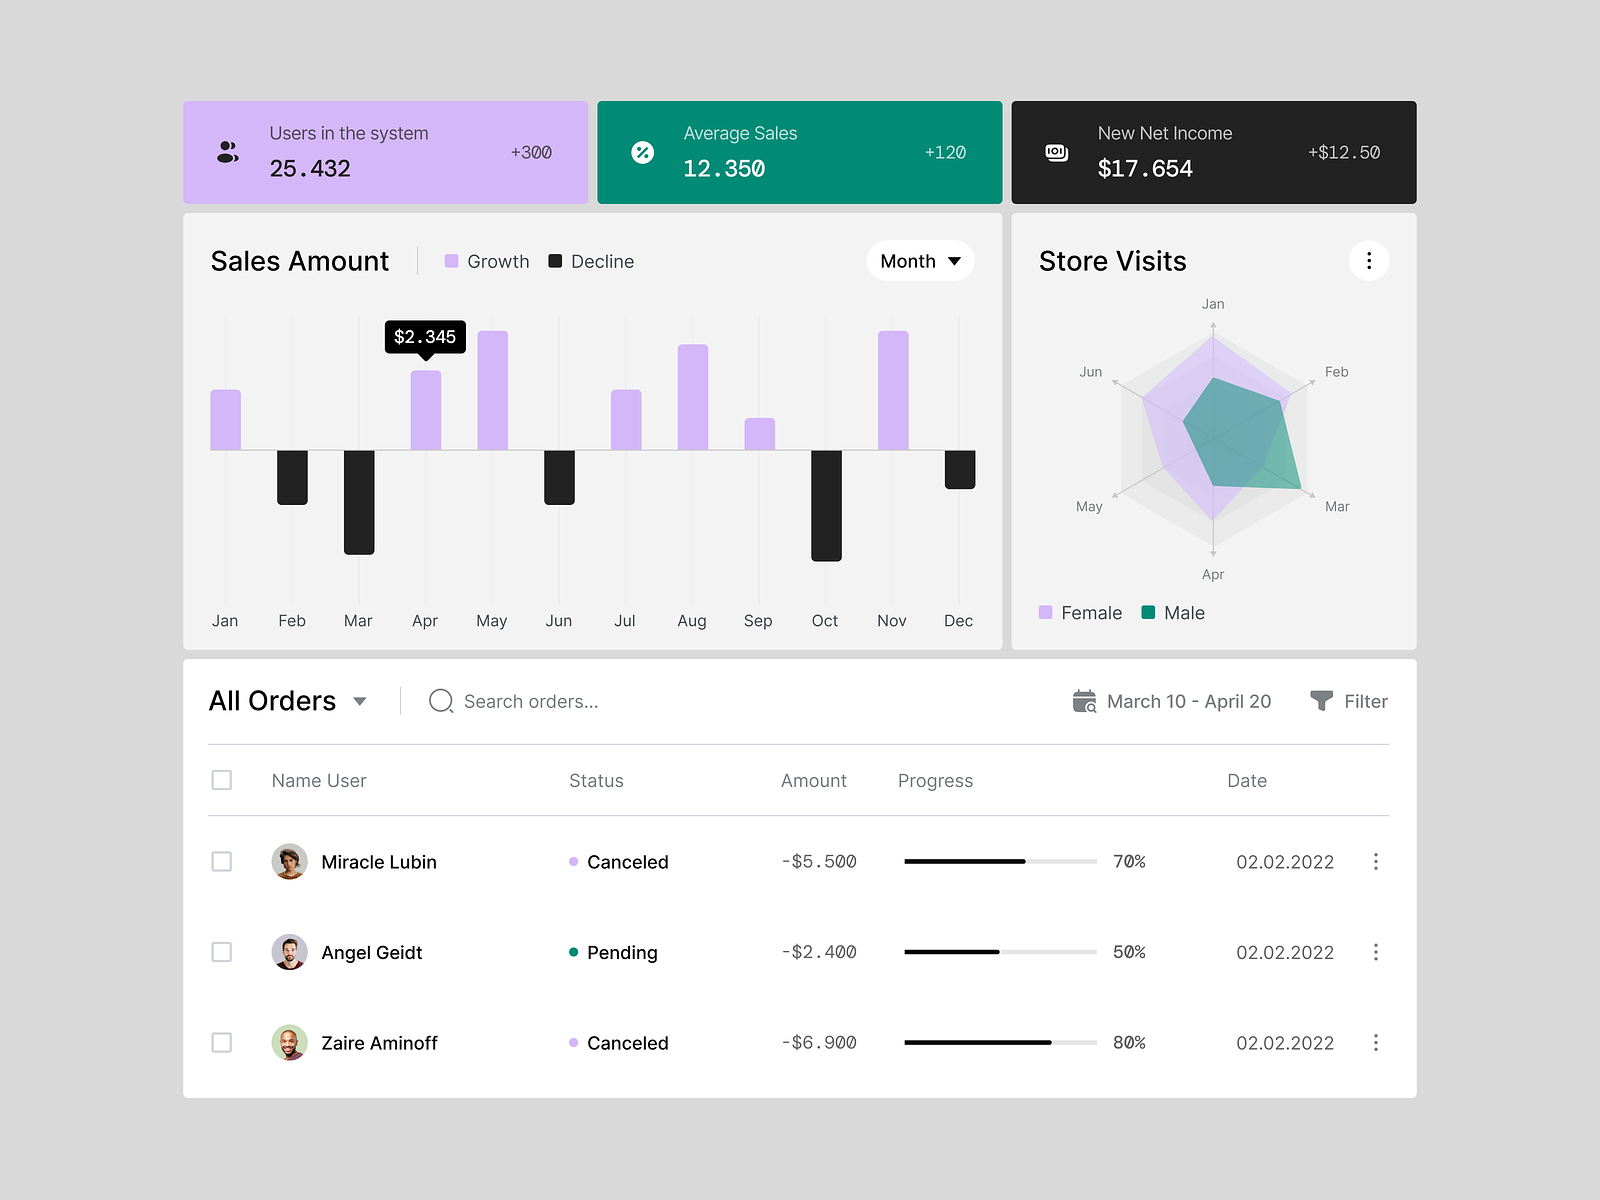 Users in the system
25.432
+300
Average Sales
12.350
+120
New Net Income
$17.654
+$12.50
Sales Amount
Growth
Decline
Month
$2.345
Jan Feb Mar Apr May Jun Jul Aug Sep Oct Nov Dec
Store Visits
Jan
Jun
Feb
May
Mar
Apr
Female
Male
All Orders
Search orders...
March 10 - April 20
Filter
Name User Status Amount Progress Date
Miracle Lubin Canceled -$5.500 70% 02.02.2022
Angel Geidt Pending -$2.400 50% 02.02.2022
Zaire Aminoff Canceled -$6.900 80% 02.02.2022